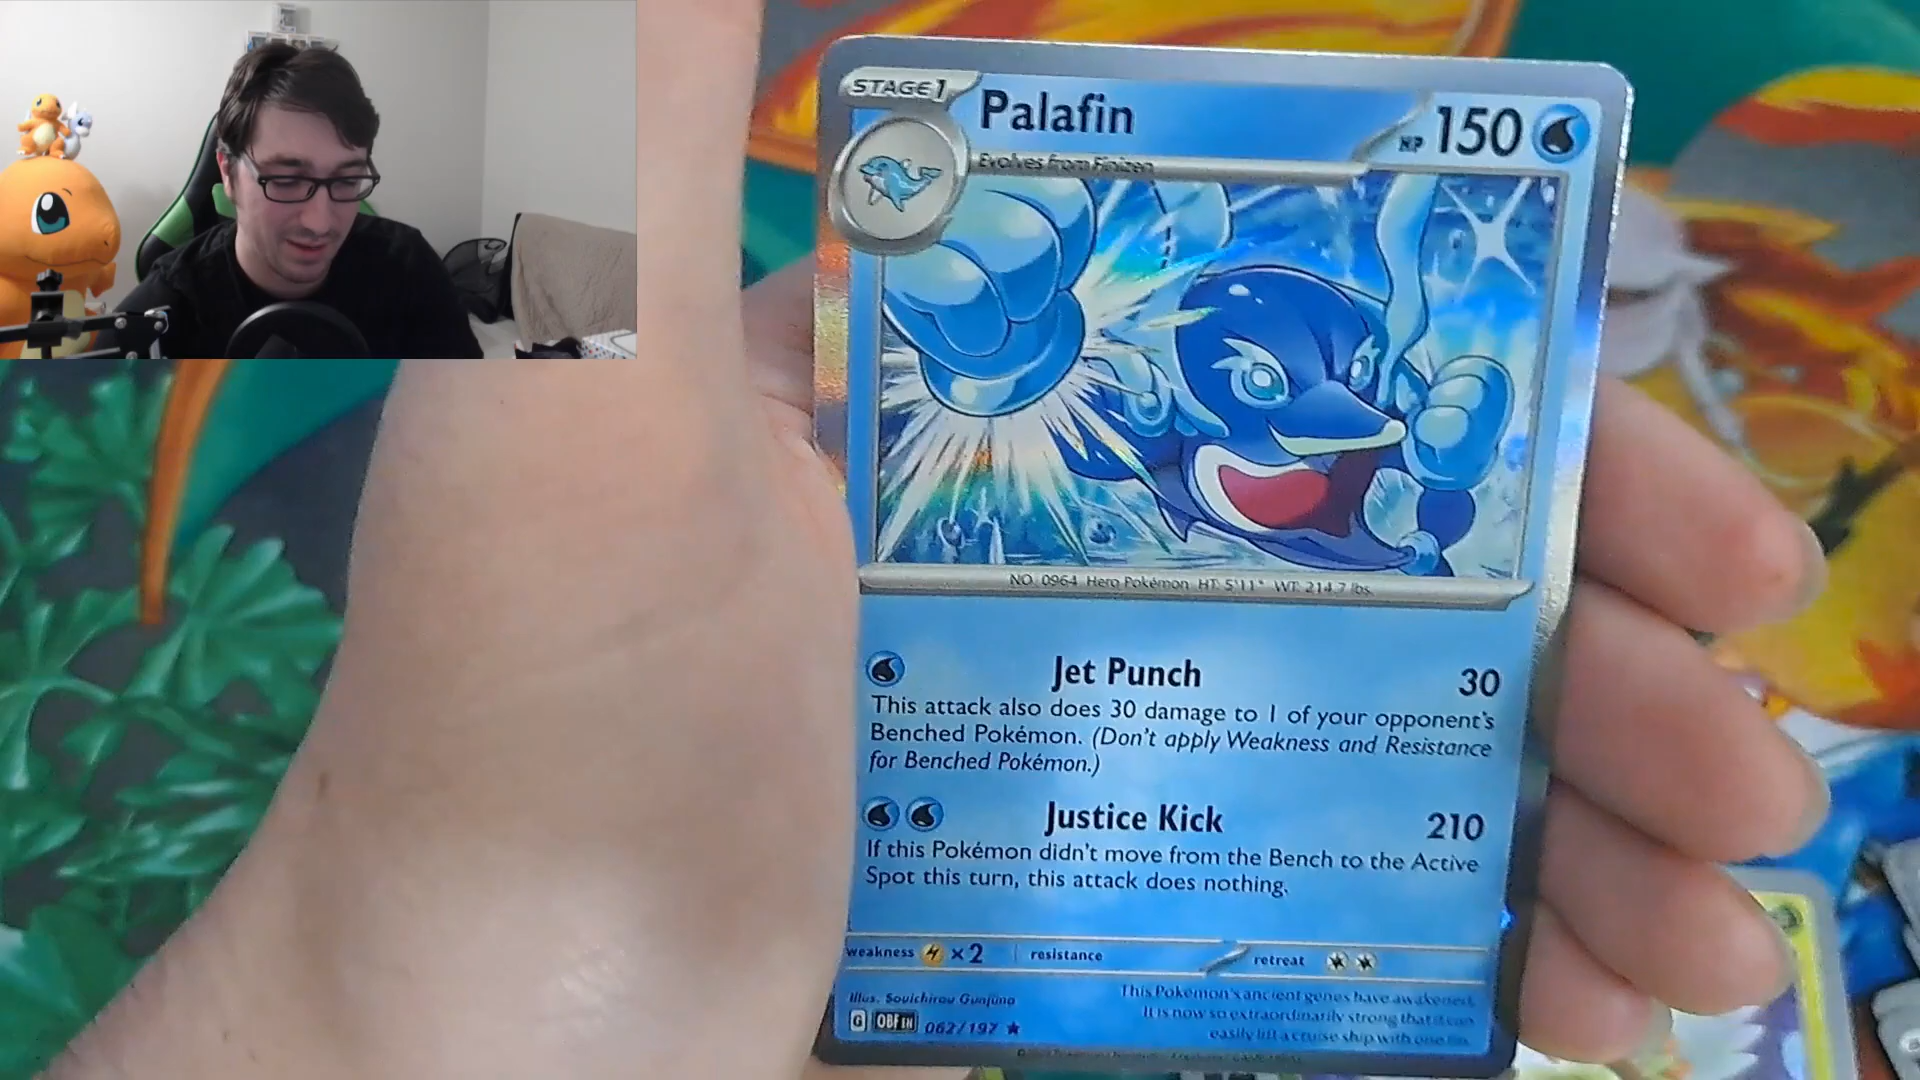 STAGE 1
Palafin
HP 150
Evolves from Finizen
NO. 0964 Hero Pokémon HT: 5'11" WT: 214.7 lbs.
Jet Punch 30
This attack also does 30 damage to 1 of your opponent's
Benched Pokémon. (Don't apply Weakness and Resistance
for Benched Pokémon.)
Justice Kick 210
If this Pokémon didn't move from the Bench to the Active
Spot this turn, this attack does nothing.
weakness ×2 resistance retreat
Illus. Souichirou Gunjima
This Pokémon's ancient genes have awakened.
It is now so extraordinarily strong that it can
easily lift a cruise ship with one fin.
G OBF EN 062/197